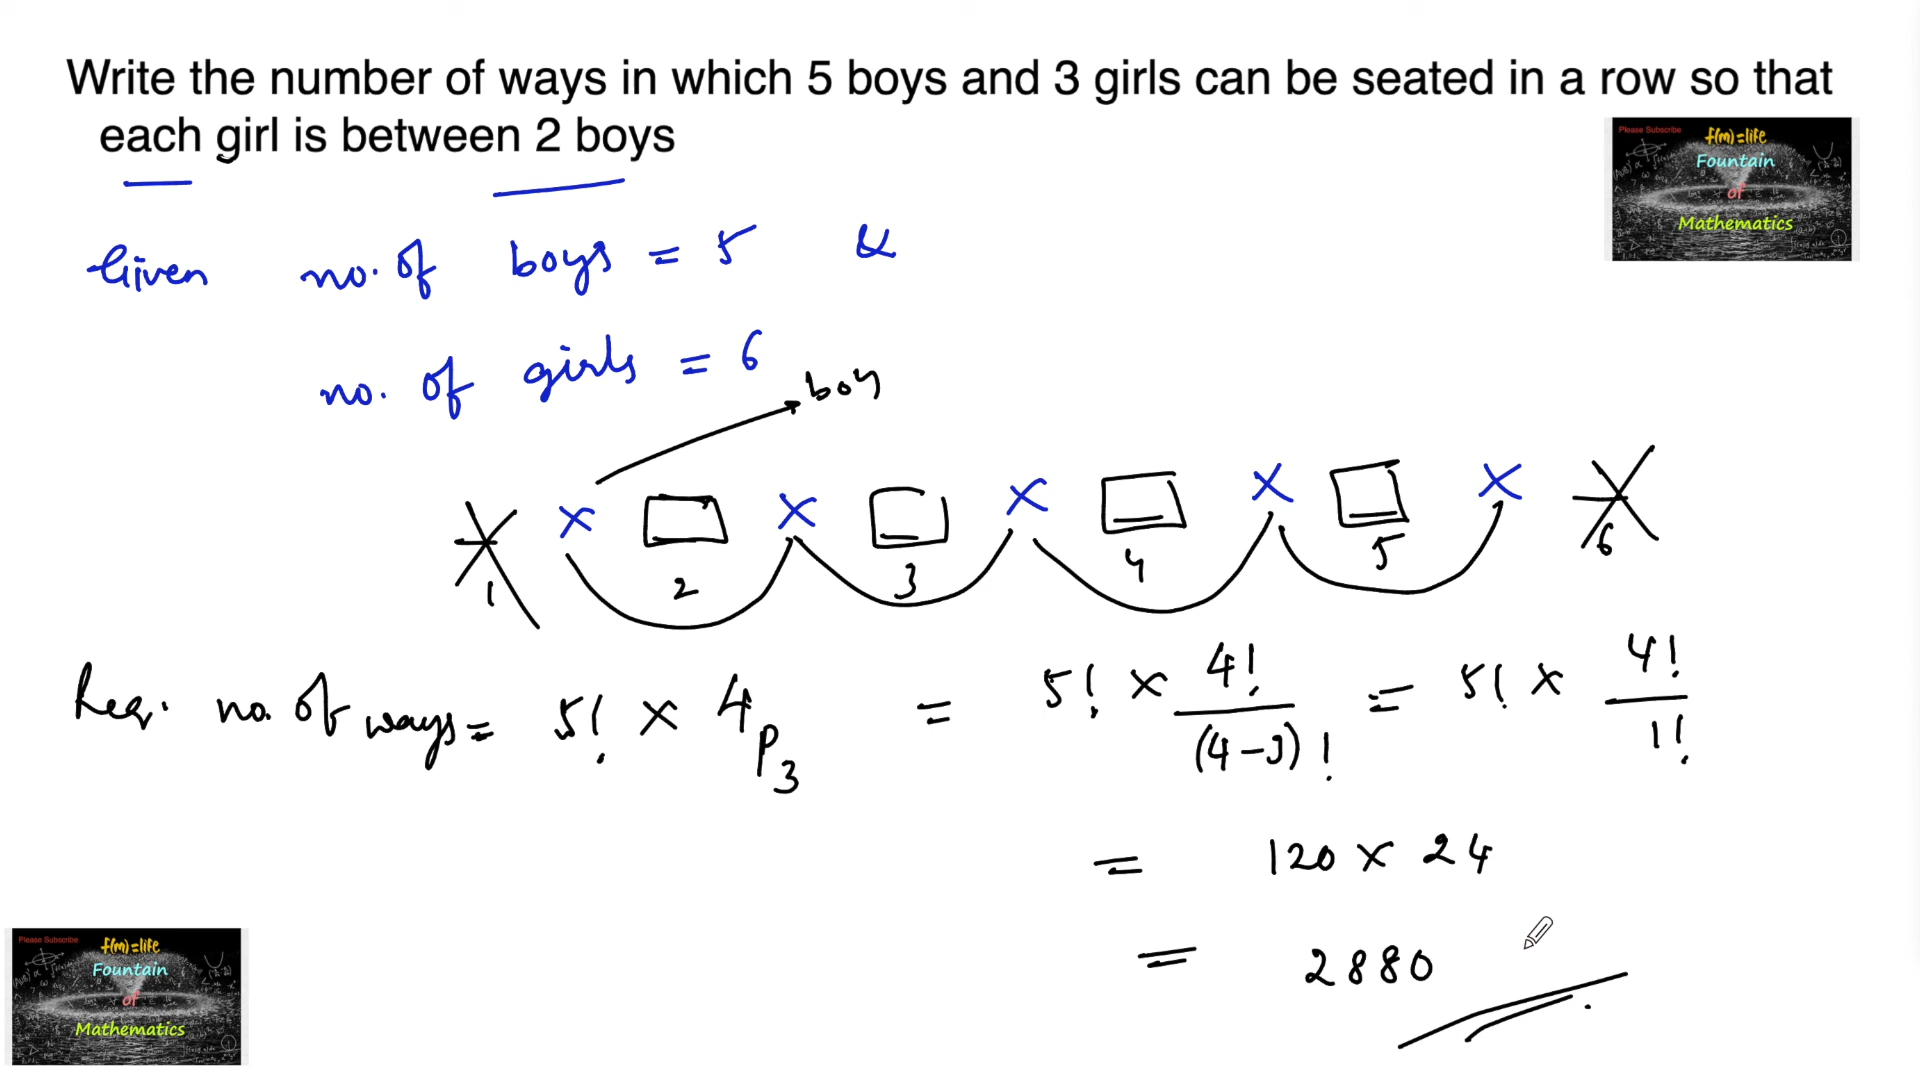 Write the number of ways in which 5 boys and 3 girls can be seated in a row so that
each girl is between 2 boys
Please Subscribe
f(m)=life
Fountain
of
Mathematics
Given no. of boys = 5 &
no. of girls = 6
boy
× × × × ×
1 2 3 4 5 6
Req. no. of ways = 5! × 4P3 = 5! × 4!/(4-3)! = 5! × 4!/1!
= 120 × 24
= 2880
Please Subscribe
f(m)=life
Fountain
of
Mathematics